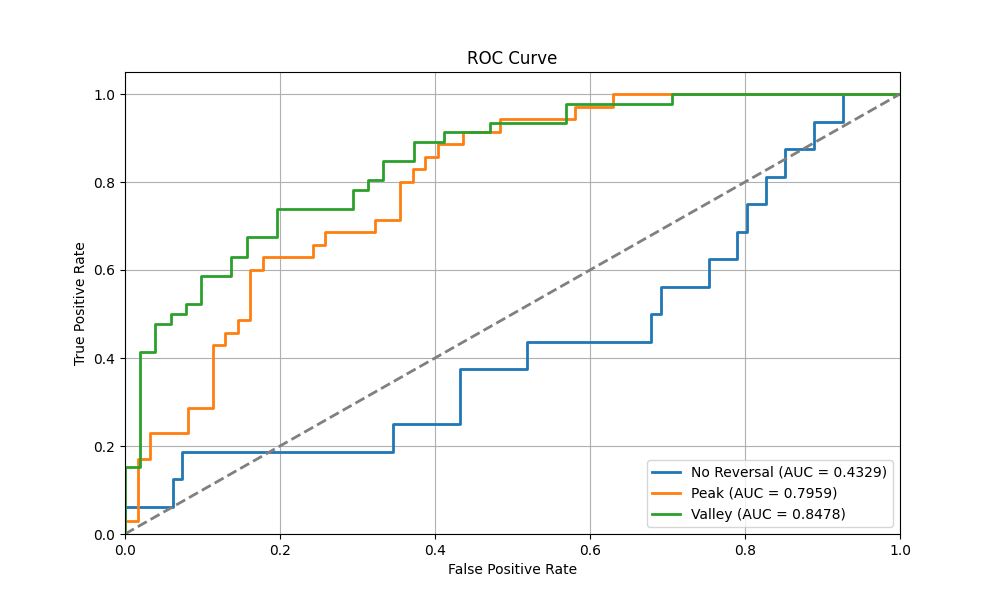 ROC Curve
True Positive Rate
1.0
0.8
0.6
0.4
0.2
0.0
0.0 0.2 0.4 0.6 0.8 1.0
False Positive Rate
No Reversal (AUC = 0.4329)
Peak (AUC = 0.7959)
Valley (AUC = 0.8478)